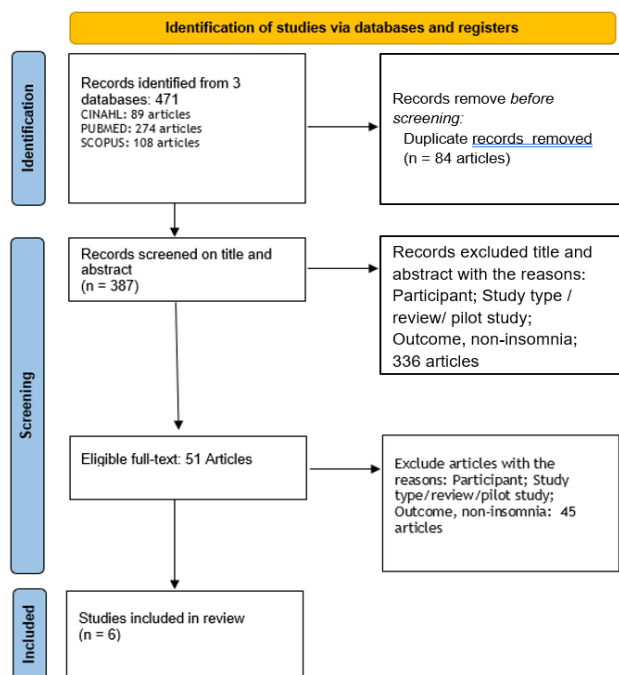 Identification of studies via databases and registers
Identification
Records identified from 3
databases: 471
CINAHL: 89 articles
PUBMED: 274 articles
SCOPUS: 108 articles
Records remove before
screening:
Duplicate records removed
(n = 84 articles)
Screening
Records screened on title and
abstract
(n = 387)
Records excluded title and
abstract with the reasons:
Participant; Study type /
review/ pilot study;
Outcome, non-insomnia;
336 articles
Eligible full-text: 51 Articles
Exclude articles with the
reasons: Participant; Study
type/review/pilot study;
Outcome, non-insomnia: 45
articles
Included
Studies included in review
(n = 6)